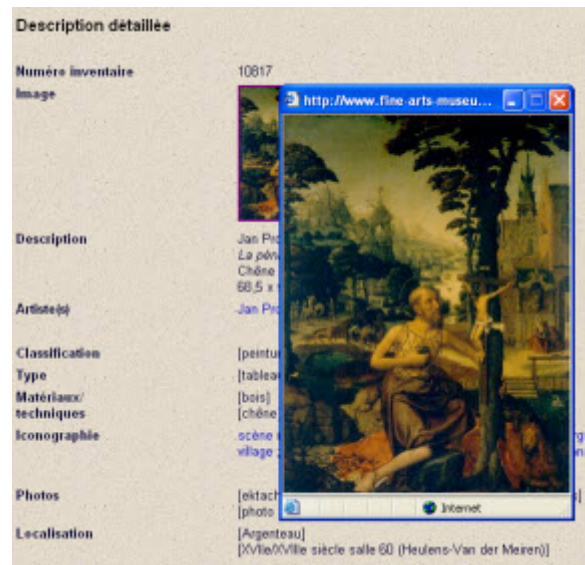 Description détaillée
Numéro inventaire 10817
Image
http://www.fine-arts-museu...
Description Jan Pro
La pén
Chêne
68,5 x
Artiste(s) Jan Pro
Classification [peintu
Type [tableau
Matériaux/ [bois]
techniques [chêne
Iconographie scène
village
Photos [ektach
[photo
Internet
Localisation [Argenteau]
[XVIIe/XVIIIe siècle salle 60 (Heulens-Van der Meiren)]